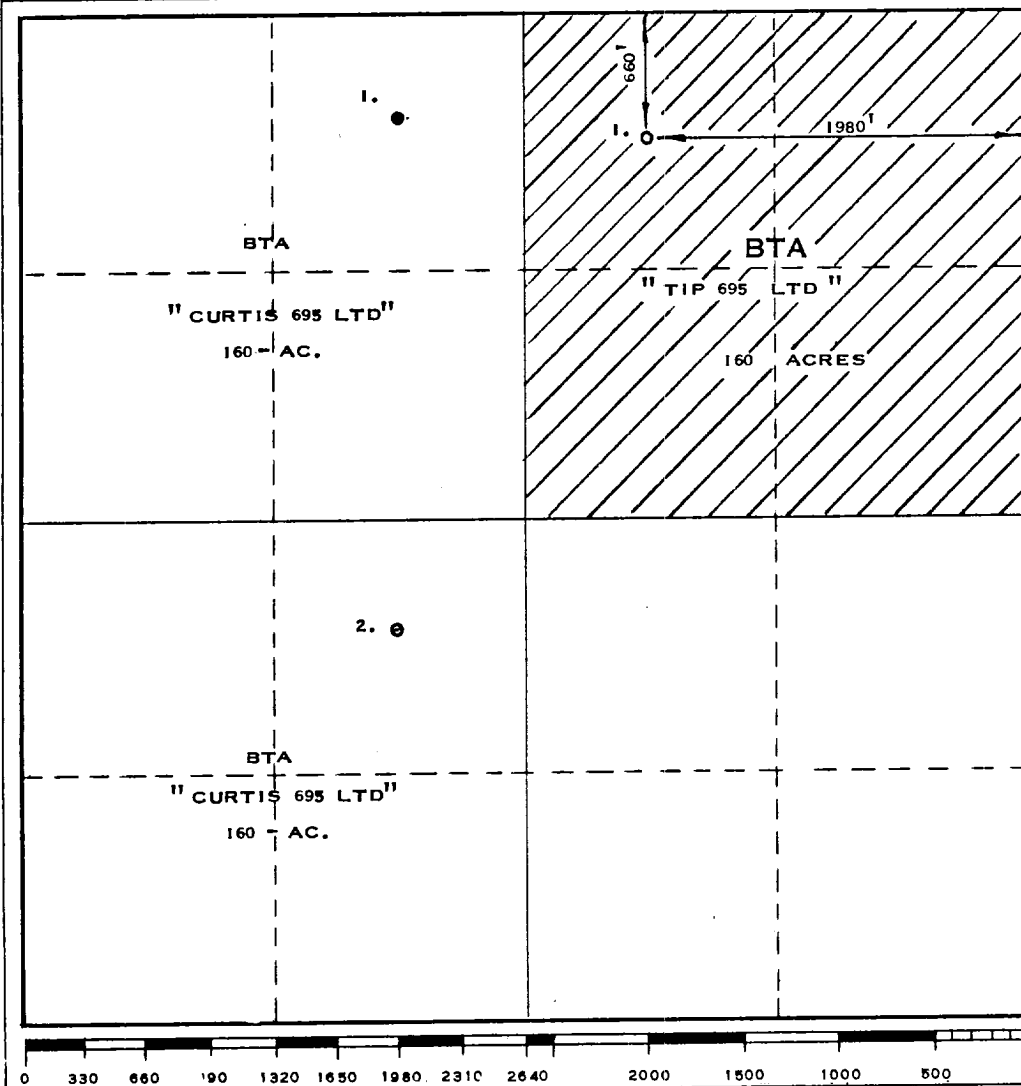 660'
1.
1.
1980'
BTA
BTA
" CURTIS 695 LTD"
" TIP 695 LTD "
160 - AC.
160 ACRES
2.
BTA
" CURTIS 695 LTD"
160 - AC.
0 330 660 190 1320 1650 1980 2310 2640 2000 1500 1000 500